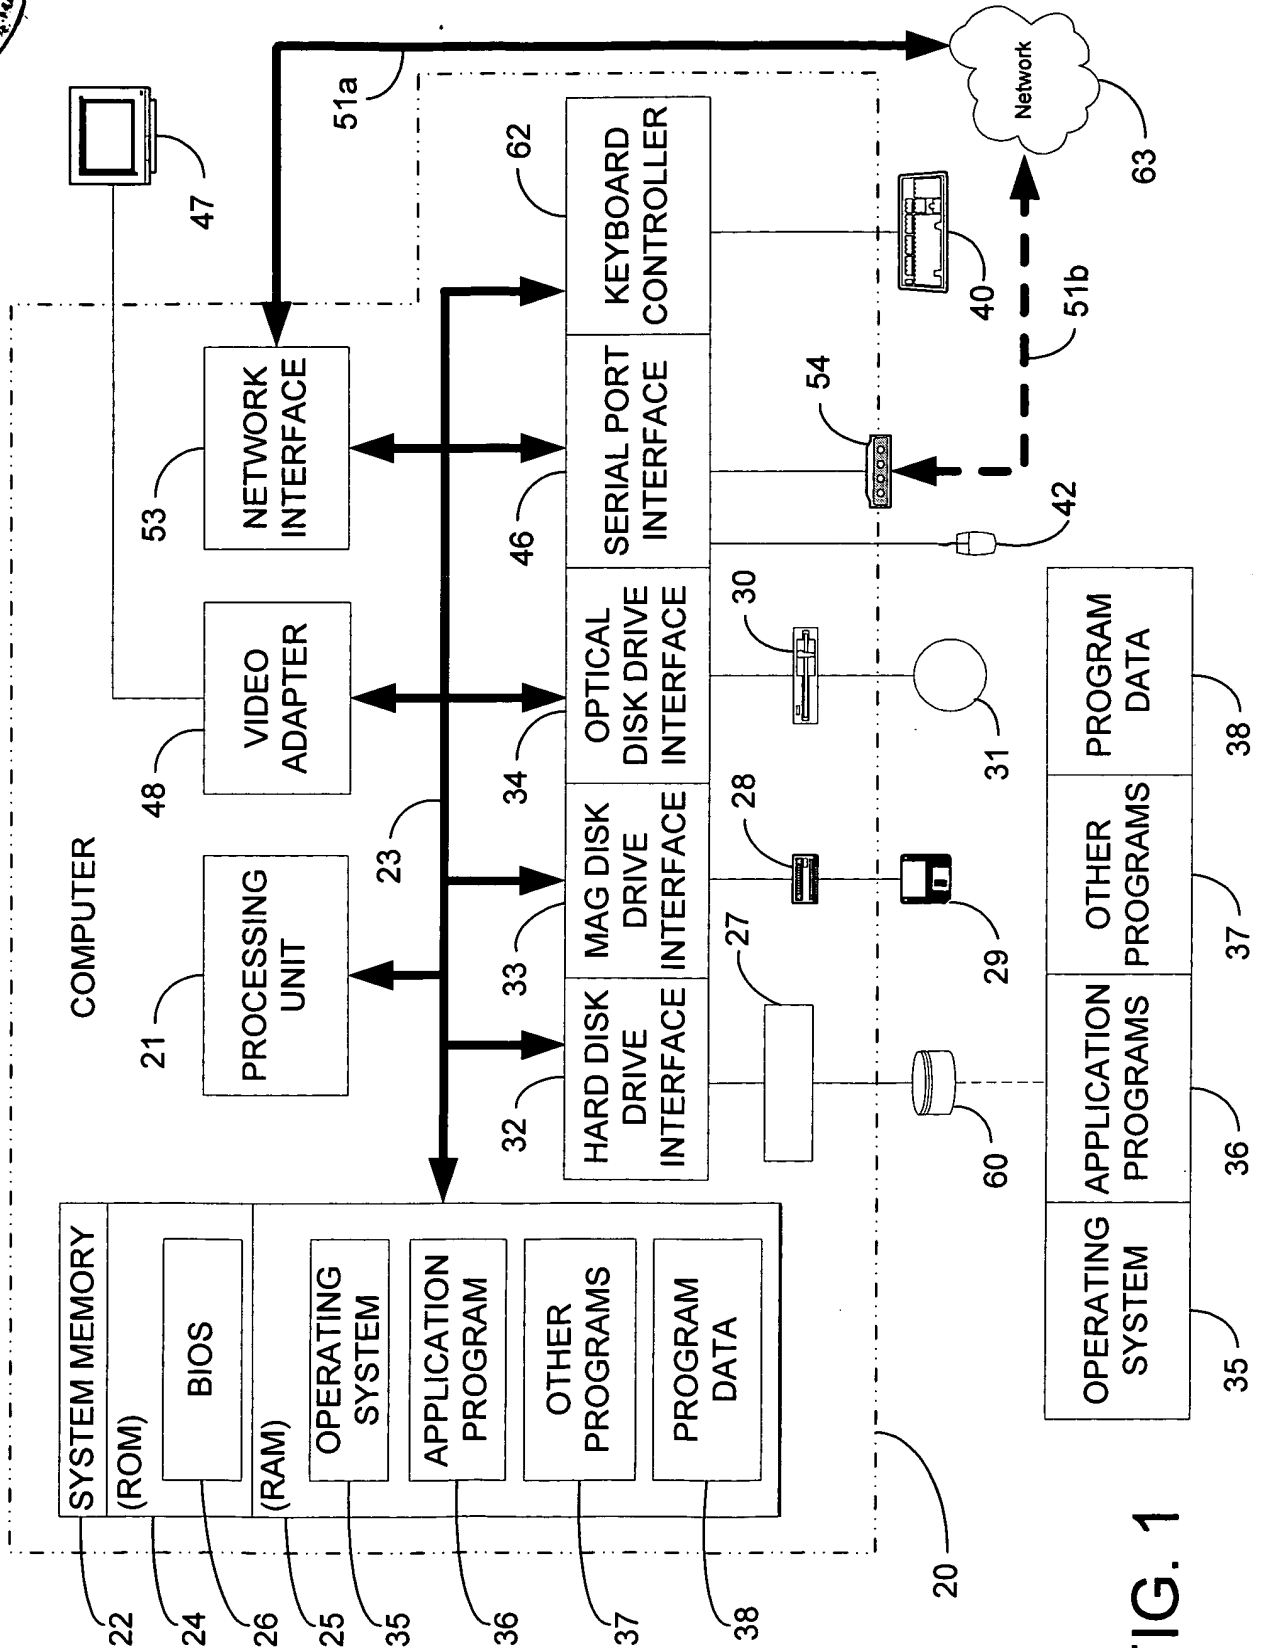 COMPUTER
47
SYSTEM MEMORY
22
(ROM)
24
BIOS
26
(RAM)
25
OPERATING
SYSTEM
35
APPLICATION
PROGRAM
36
OTHER
PROGRAMS
37
PROGRAM
DATA
38
21
PROCESSING
UNIT
48
VIDEO
ADAPTER
53
NETWORK
INTERFACE
51a
23
32
HARD DISK
DRIVE
INTERFACE
33
MAG DISK
DRIVE
INTERFACE
34
OPTICAL
DISK DRIVE
INTERFACE
46
SERIAL PORT
INTERFACE
62
KEYBOARD
CONTROLLER
27
28
30
54
20
60
29
31
42
40
51b
Network
63
OPERATING
SYSTEM
APPLICATION
PROGRAMS
OTHER
PROGRAMS
PROGRAM
DATA
35
36
37
38
FIG. 1